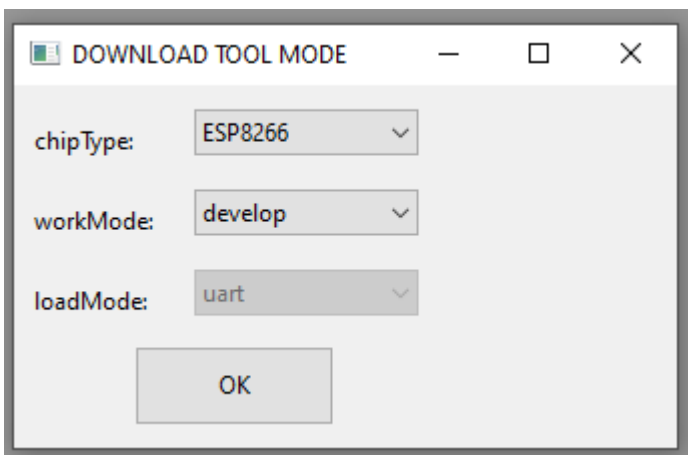 DOWNLOAD TOOL MODE
chipType: ESP8266
workMode: develop
loadMode: uart
OK